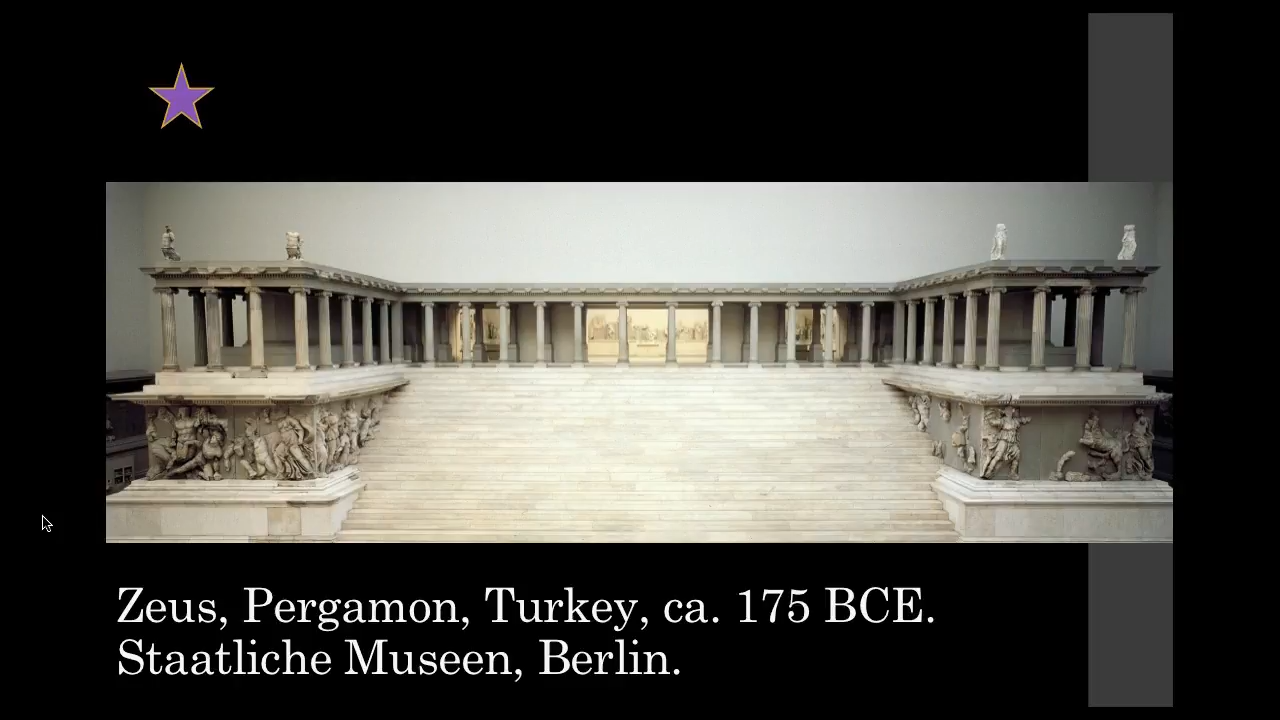 Zeus, Pergamon, Turkey, ca. 175 BCE.
Staatliche Museen, Berlin.